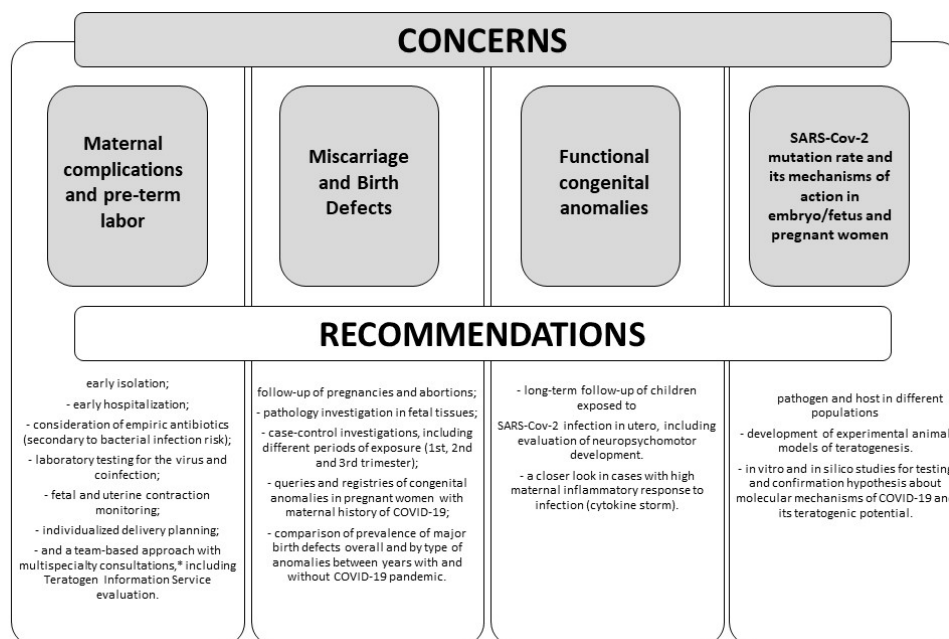 CONCERNS
Maternal
complications
and pre-term
labor
Miscarriage
and Birth
Defects
Functional
congenital
anomalies
SARS-Cov-2
mutation rate and
its mechanisms of
action in
embryo/fetus and
pregnant women
RECOMMENDATIONS
early isolation;
- early hospitalization;
- consideration of empiric antibiotics
(secondary to bacterial infection risk);
- laboratory testing for the virus and
coinfection;
- fetal and uterine contraction
monitoring;
- individualized delivery planning;
- and a team-based approach with
multispecialty consultations,* including
Teratogen Information Service
evaluation.
follow-up of pregnancies and abortions;
- pathology investigation in fetal tissues;
- case-control investigations, including
different periods of exposure (1st, 2nd
and 3rd trimester);
- queries and registries of congenital
anomalies in pregnant women with
maternal history of COVID-19;
- comparison of prevalence of major
birth defects overall and by type of
anomalies between years with and
without COVID-19 pandemic.
- long-term follow-up of children
exposed to
SARS-Cov-2 infection in utero, including
evaluation of neuropsychomotor
development.
- a closer look in cases with high
maternal inflammatory response to
infection (cytokine storm).
pathogen and host in different
populations
- development of experimental animal
models of teratogenesis.
- in vitro and in silico studies for testing
and confirmation hypothesis about
molecular mechanisms of COVID-19 and
its teratogenic potential.